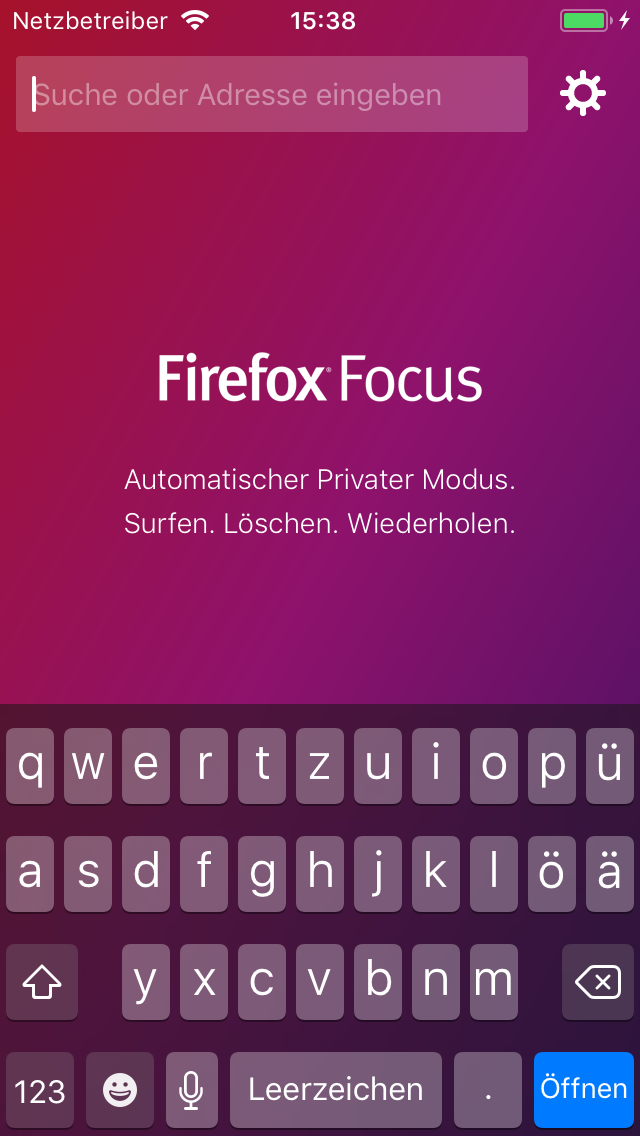 Netzbetreiber 15:38
Suche oder Adresse eingeben
Firefox® Focus
Automatischer Privater Modus.
Surfen. Löschen. Wiederholen.
q w e r t z u i o p ü
a s d f g h j k l ö ä
y x c v b n m
123 Leerzeichen . Öffnen